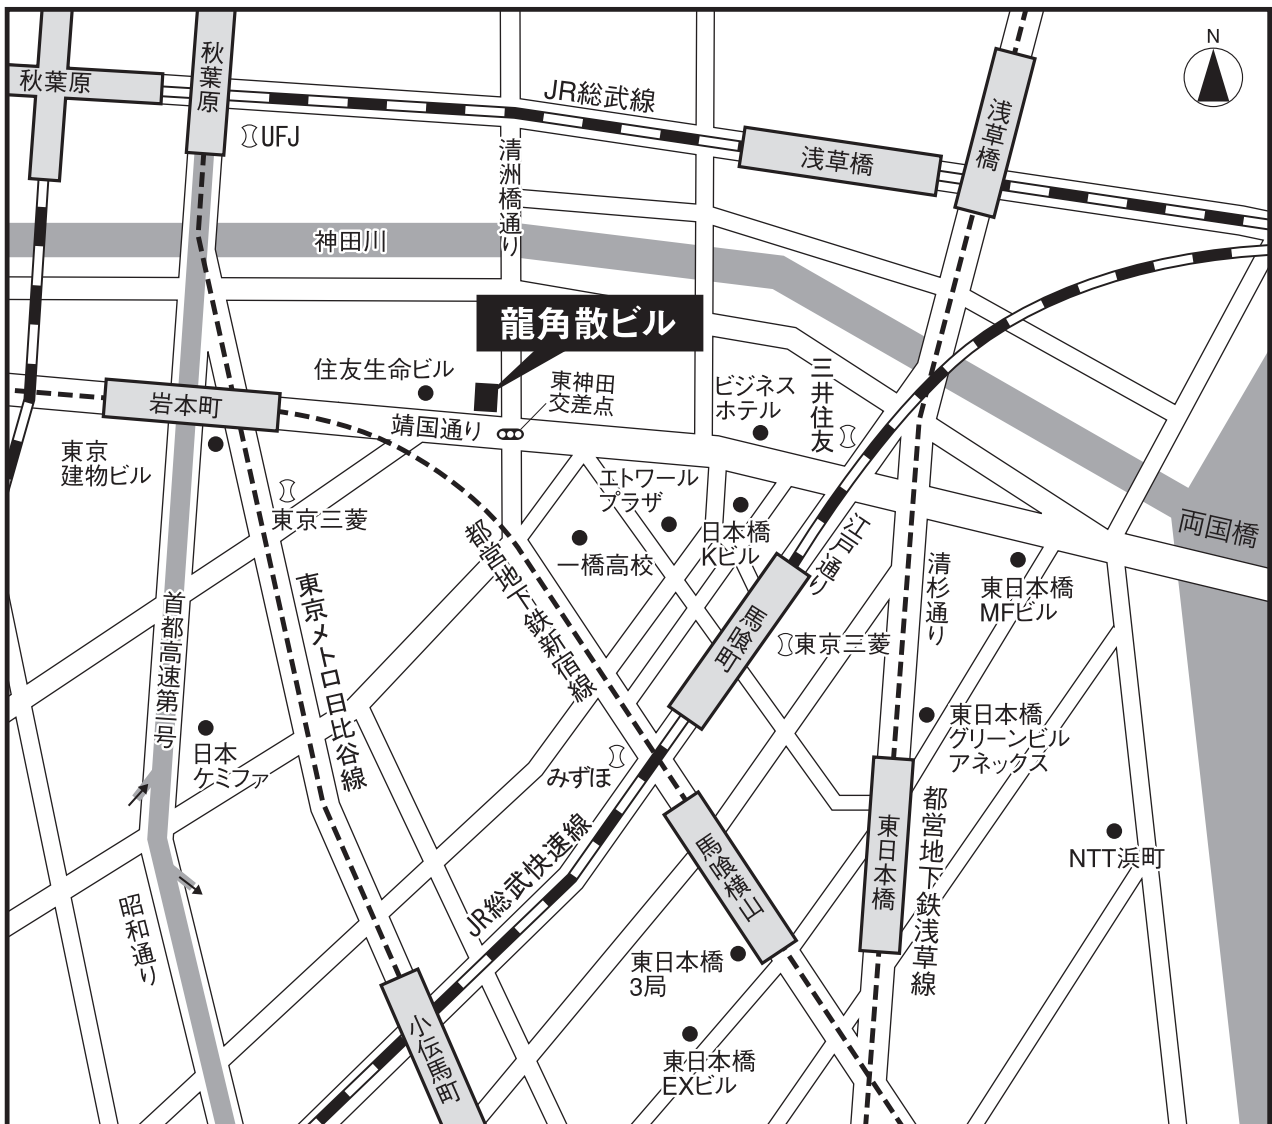 N
秋葉原
秋葉原
UFJ
JR総武線
浅草橋
浅草橋
清洲橋通り
神田川
龍角散ビル
住友生命ビル
東神田
交差点
靖国通り
ビジネス
ホテル
三井住友
岩本町
東京
建物ビル
東京三菱
エトワール
プラザ
日本橋
Kビル
一橋高校
江戸通り
両国橋
清杉通り
東日本橋
MFビル
都営地下鉄新宿線
東京メトロ日比谷線
首都高速第一号
馬喰町
東京三菱
日本
ケミファ
みずほ
東日本橋
グリーンビル
アネックス
JR総武快速線
馬喰横山
東日本橋
都営地下鉄浅草線
NTT浜町
昭和通り
小伝馬町
東日本橋
3局
東日本橋
EXビル